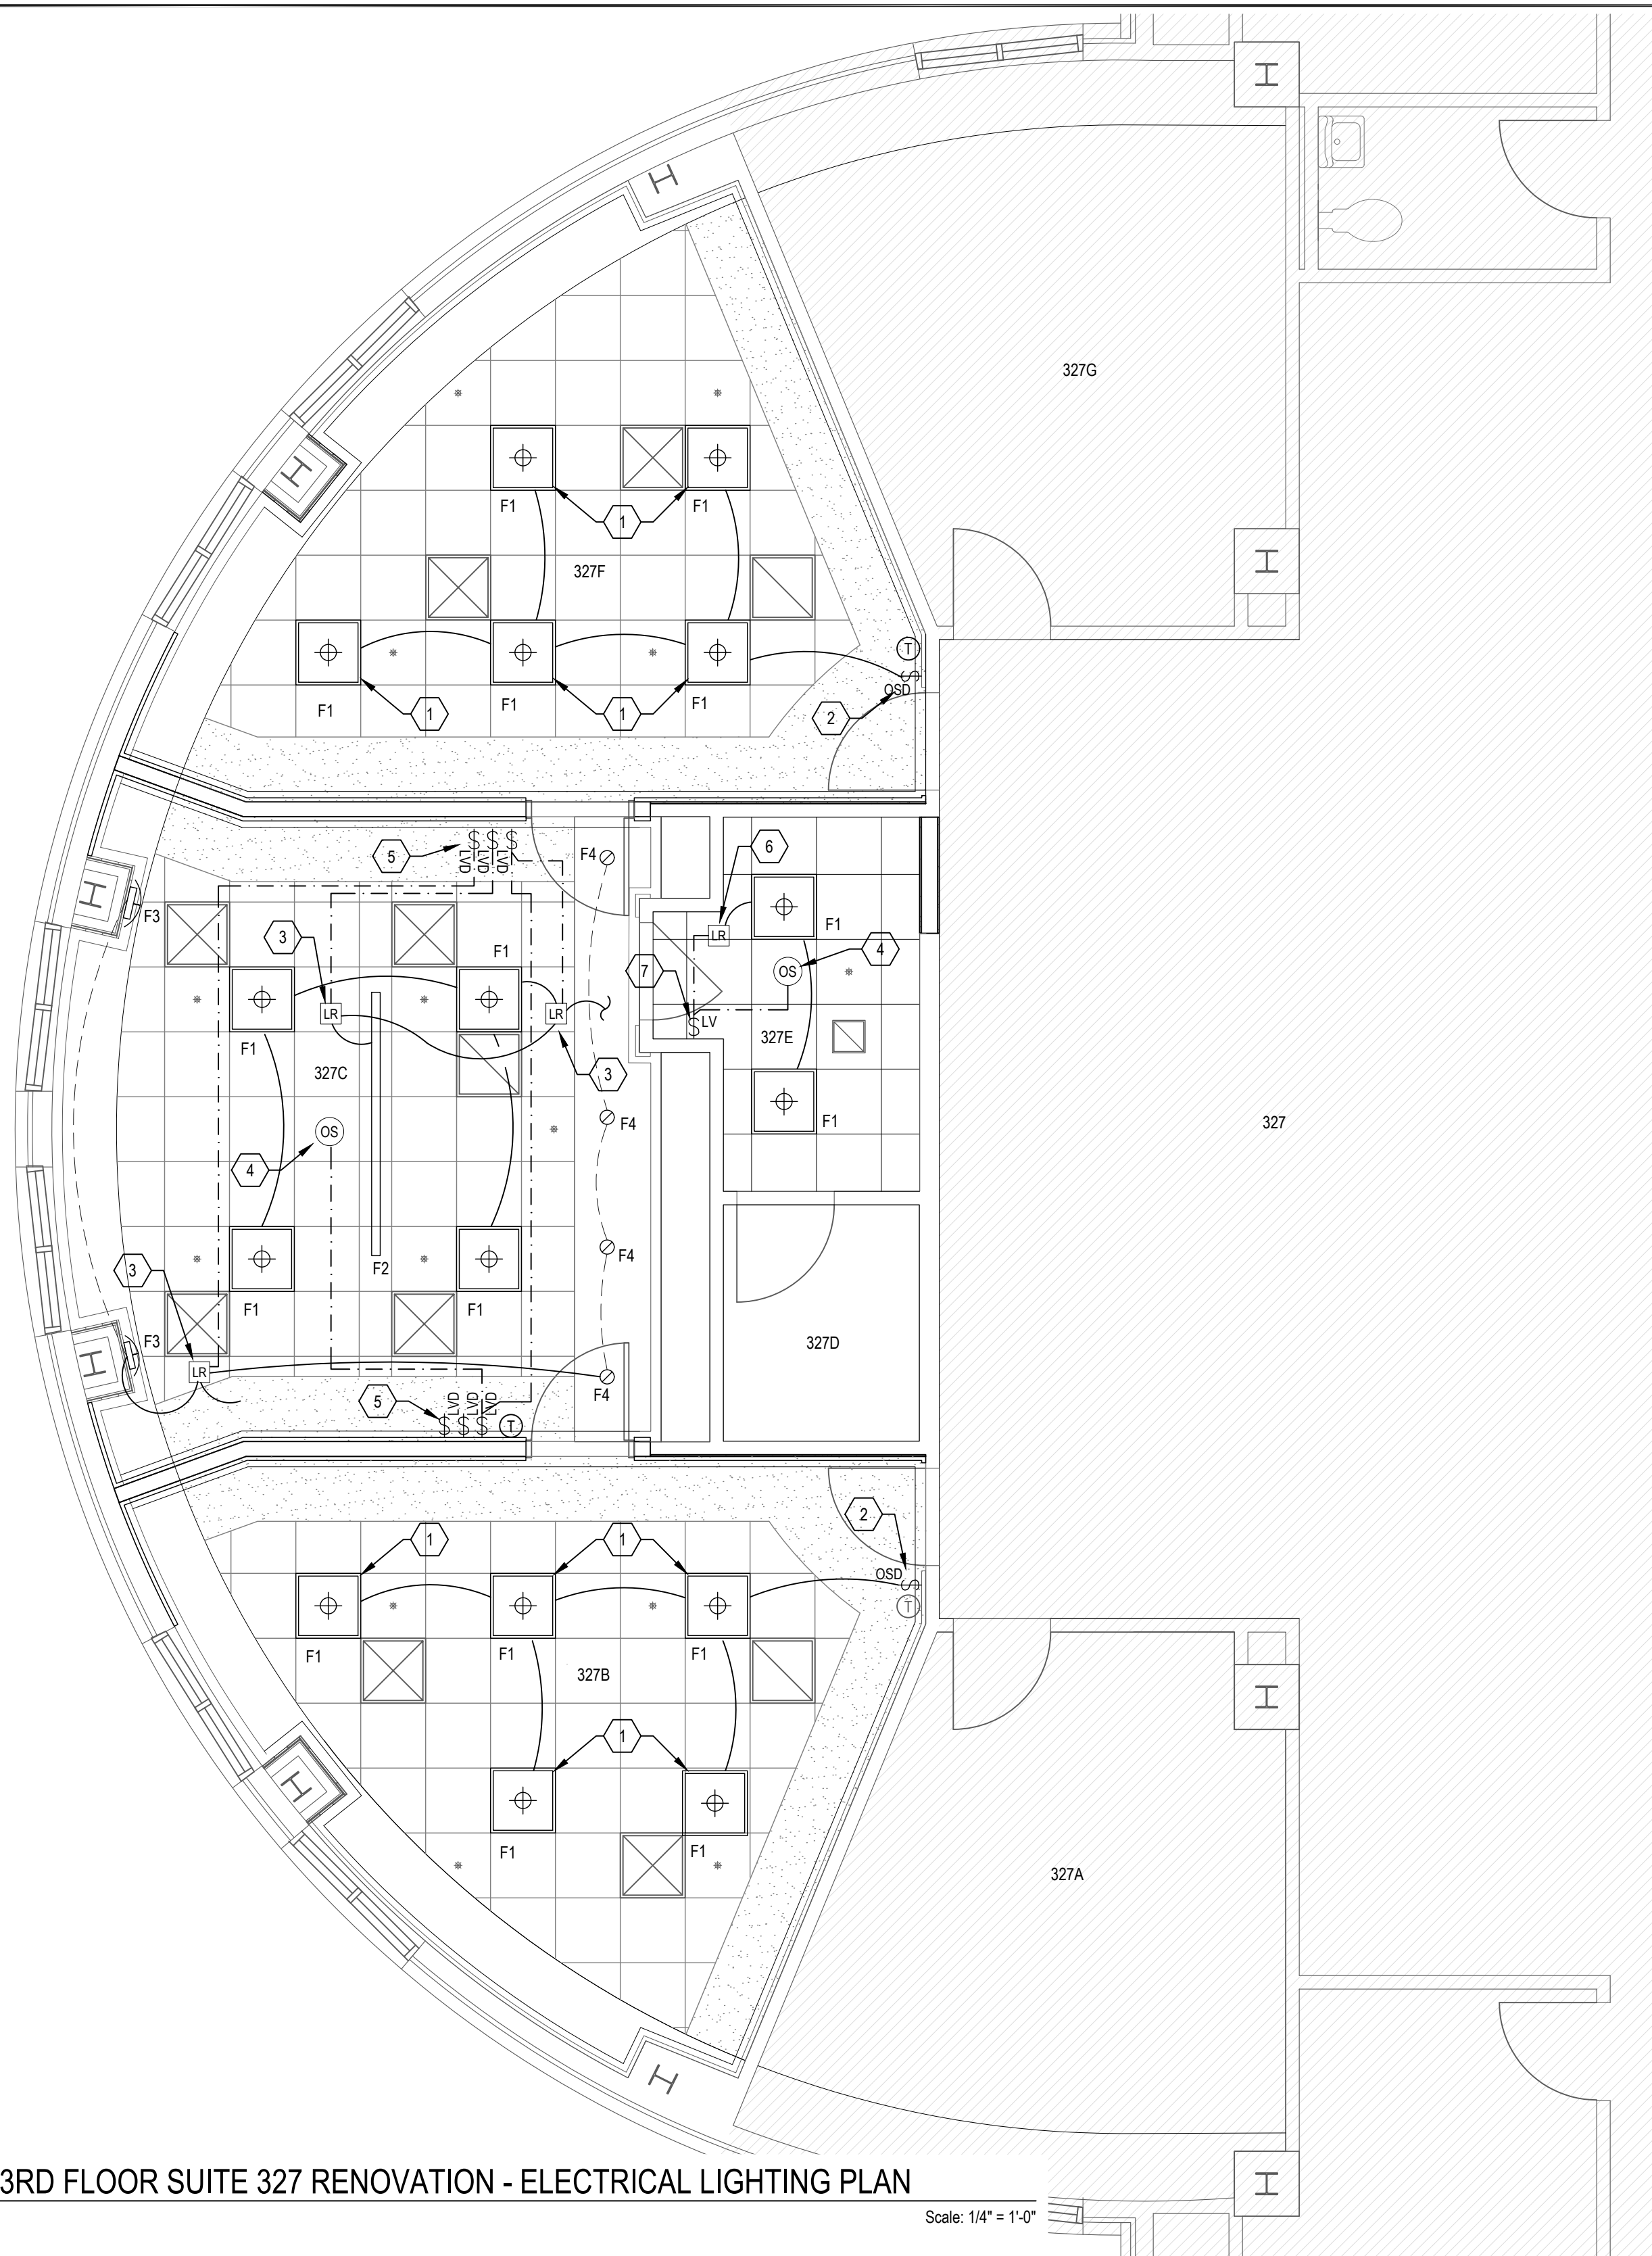 327G
F1
F1
1
327F
T
F1
F1
F1
OSD
1
1
2
5
LVD
LVD
LVD
F4
6
F3
F1
3
F1
LR
4
7
OS
LR
LR
LV
327E
F1
3
327C
F4
327
OS
F1
4
F4
F2
3
F1
F1
327D
F3
LR
F4
5
LVD
LVD
LVD
T
2
1
1
OSD
T
F1
F1
F1
327B
1
F1
F1
327A
3RD FLOOR SUITE 327 RENOVATION - ELECTRICAL LIGHTING PLAN
Scale: 1/4" = 1'-0"